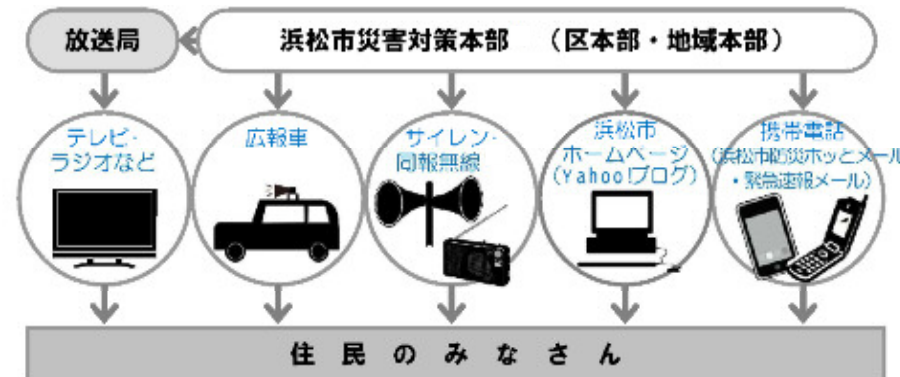 放送局
浜松市災害対策本部 (区本部・地域本部)
テレビ・
ラジオなど
広報車
サイレン・
同報無線
浜松市
ホームページ
(Yahoo!ブログ)
携帯電話
(浜松市防災ホッとメール
・緊急速報メール)
住民のみなさん